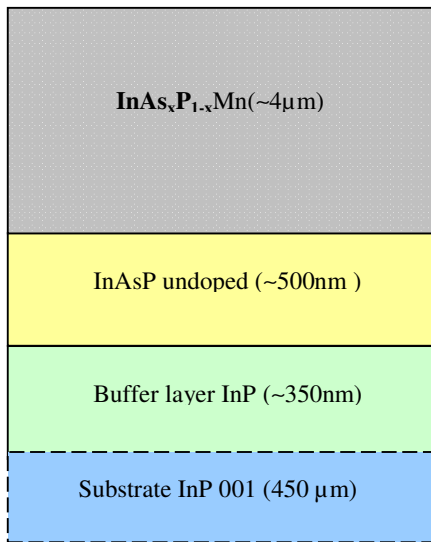 InAsₓP₁₋ₓMn(~4µm)
InAsP undoped (~500nm )
Buffer layer InP (~350nm)
Substrate InP 001 (450 µm)